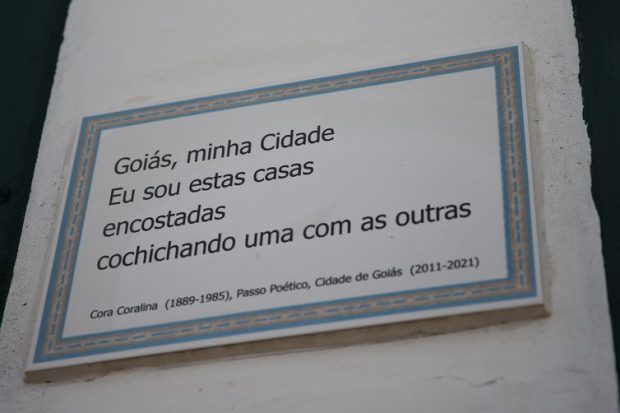 Goiás, minha Cidade
Eu sou estas casas
encostadas
cochichando uma com as outras
Cora Coralina (1889-1985), Passo Poético, Cidade de Goiás (2011-2021)